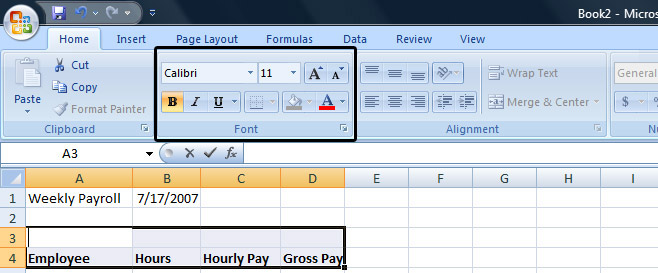 Book2 - Micros
Home Insert Page Layout Formulas Data Review View
Cut
Copy
Format Painter
Paste
Clipboard
Calibri 11 A A
B I U A
Font
Wrap Text
Merge & Center
Alignment
General
$ %
Nu
A3 fx
A B C D E F G H I
1 Weekly Payroll 7/17/2007
2
3
4 Employee Hours Hourly Pay Gross Pay